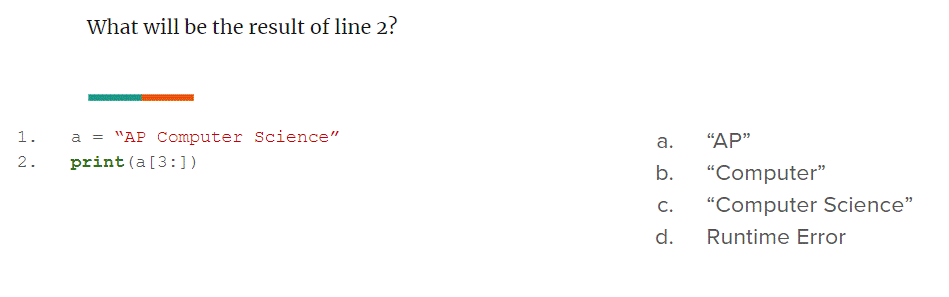 What will be the result of line 2?
1. a = “AP Computer Science”
2. print(a[3:])
a. “AP”
b. “Computer”
c. “Computer Science”
d. Runtime Error